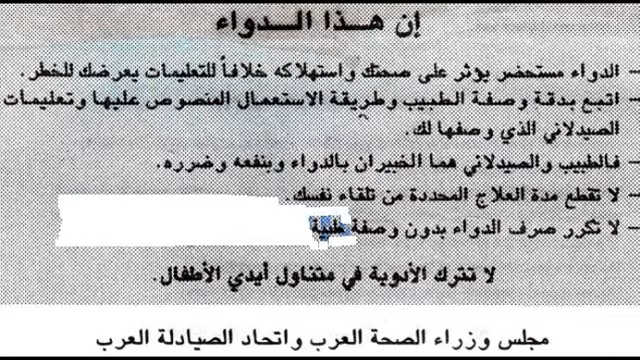 إن هــذا الــدواء
– الدواء مستحضر يؤثر على صحتك واستهلاكه خلافاً للتعليمات يعرضك للخطر.
– اتبع بدقة وصفة الطبيب وطريقة الاستعمال المنصوص عليها وتعليمات
الصيدلاني الذي وصفها لك.
– فالطبيب والصيدلاني هما الخبيران بالدواء وبنفعه وضرره.
– لا تقطع مدة العلاج المحددة من تلقاء نفسك.
– لا تكرر صرف الدواء بدون وصفة طبية
لا تترك الأدوية في متناول أيدي الأطفال.
مجلس وزراء الصحة العرب واتحاد الصيادلة العرب